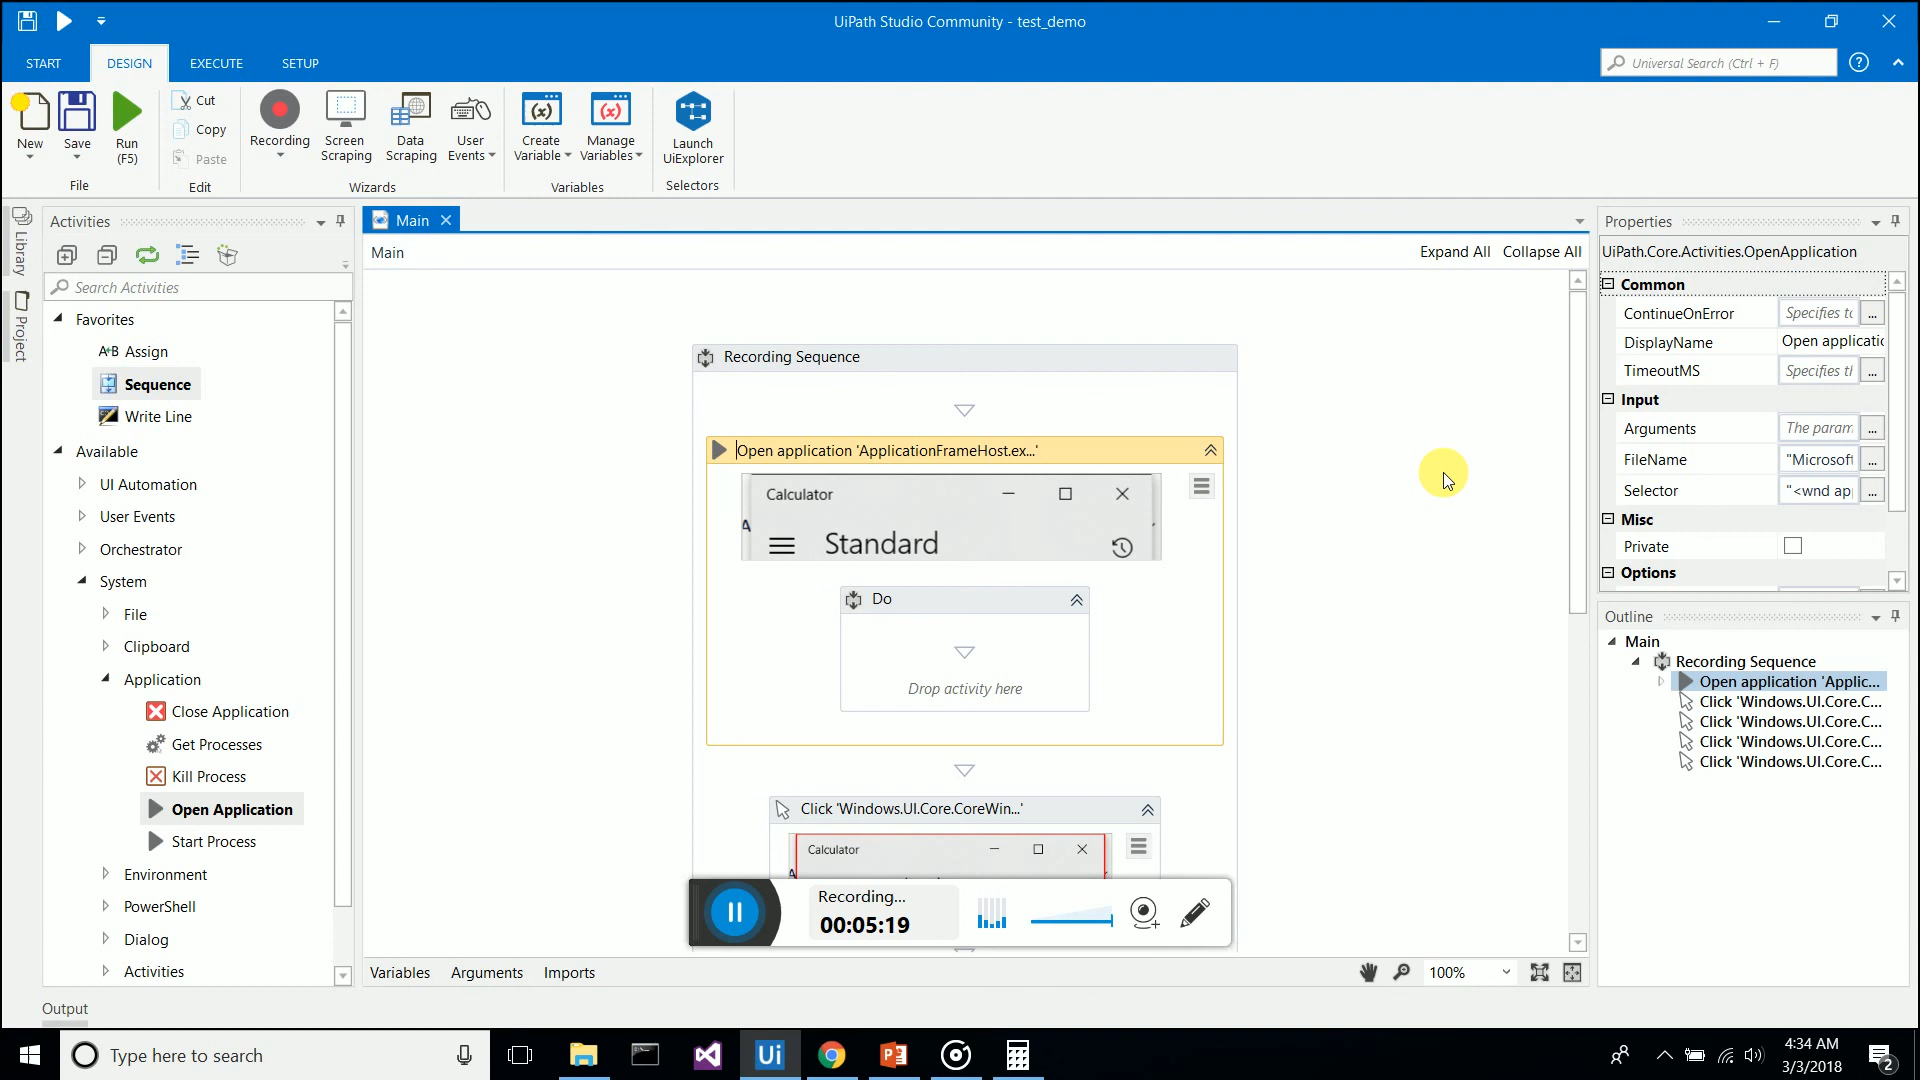 UiPath Studio Community - test_demo
START
DESIGN
EXECUTE
SETUP
Universal Search (Ctrl + F)
New
Save
Run
(F5)
File
Cut
Copy
Paste
Edit
Recording
Screen
Scraping
Data
Scraping
User
Events
Wizards
Create
Variable
Manage
Variables
Variables
Launch
UiExplorer
Selectors
Library
Project
Activities
Search Activities
Favorites
A+B Assign
Sequence
Write Line
Available
UI Automation
User Events
Orchestrator
System
File
Clipboard
Application
Close Application
Get Processes
Kill Process
Open Application
Start Process
Environment
PowerShell
Dialog
Activities
Output
Main
Main
Expand All
Collapse All
Recording Sequence
Open application 'ApplicationFrameHost.ex...'
Calculator
Standard
Do
Drop activity here
Click 'Windows.UI.Core.CoreWin...'
Calculator
Recording...
00:05:19
Variables
Arguments
Imports
100%
Properties
UiPath.Core.Activities.OpenApplication
Common
ContinueOnError
Specifies to
...
DisplayName
Open applicatio
TimeoutMS
Specifies th
...
Input
Arguments
The param
...
FileName
"Microsoft
...
Selector
"<wnd ap
...
Misc
Private
Options
Outline
Main
Recording Sequence
Open application 'Applic...
Click 'Windows.UI.Core.C...
Click 'Windows.UI.Core.C...
Click 'Windows.UI.Core.C...
Click 'Windows.UI.Core.C...
Type here to search
Ui
4:34 AM
3/3/2018
2